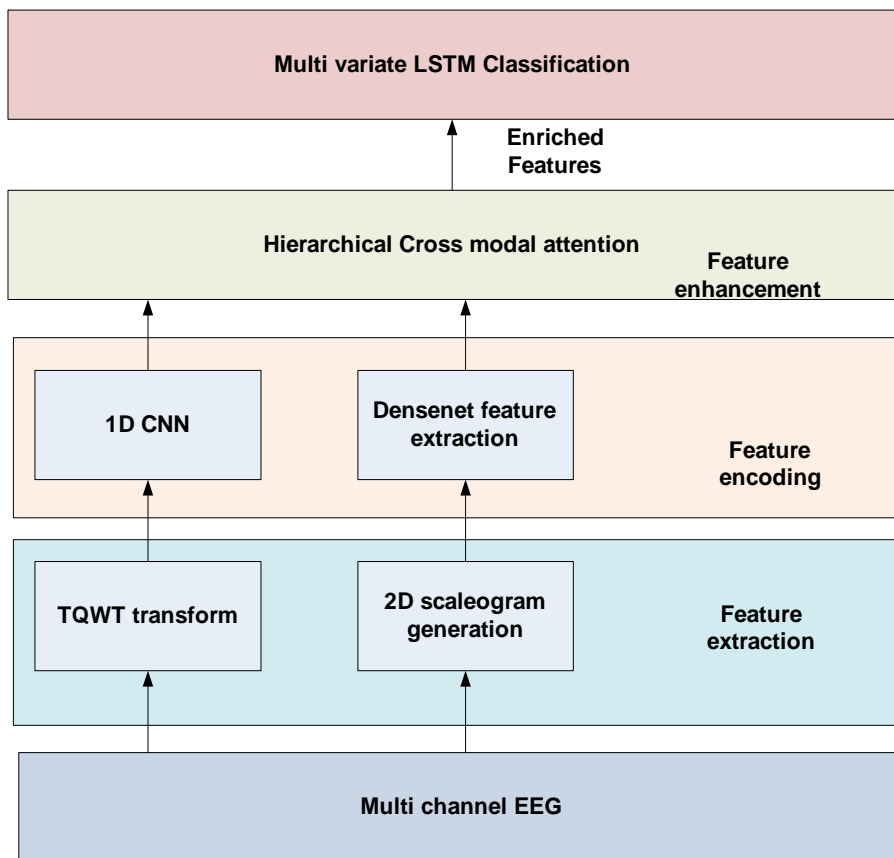 Multi variate LSTM Classification
Enriched
Features
Hierarchical Cross modal attention
Feature
enhancement
1D CNN
Densenet feature
extraction
Feature
encoding
TQWT transform
2D scaleogram
generation
Feature
extraction
Multi channel EEG